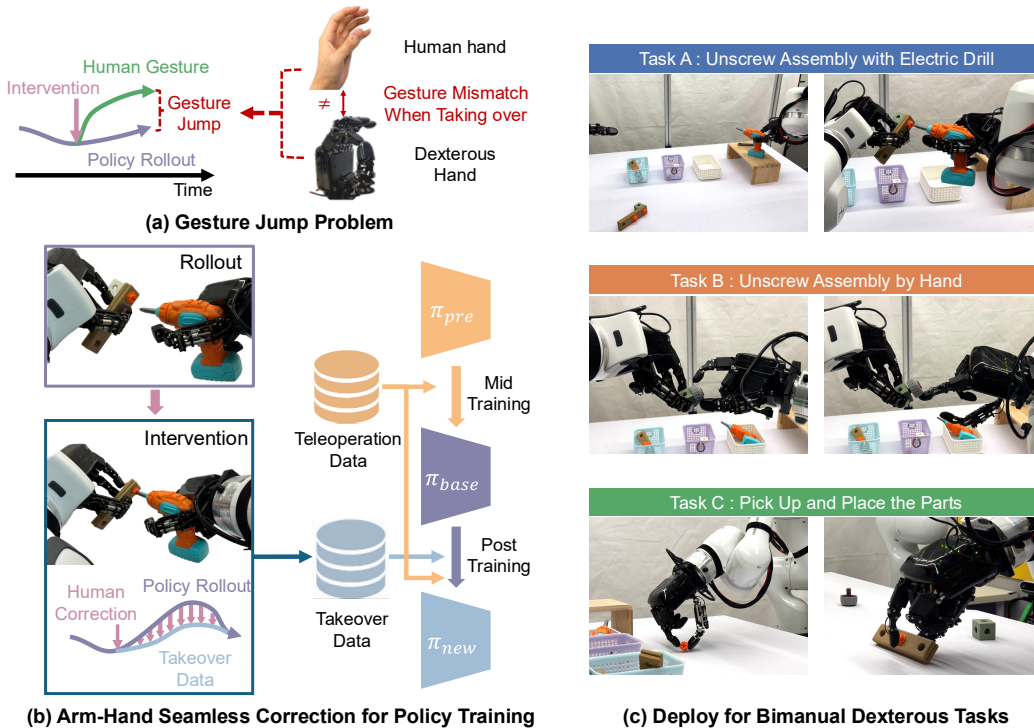 Human Gesture
Intervention
Gesture
Jump
Policy Rollout
Time
Human hand
≠
Gesture Mismatch
When Taking over
Dexterous
Hand
(a) Gesture Jump Problem
Rollout
Intervention
Policy Rollout
Human
Correction
Takeover
Data
Teleoperation
Data
Takeover
Data
π_pre
Mid
Training
π_base
Post
Training
π_new
(b) Arm-Hand Seamless Correction for Policy Training
Task A : Unscrew Assembly with Electric Drill
Task B : Unscrew Assembly by Hand
Task C : Pick Up and Place the Parts
(c) Deploy for Bimanual Dexterous Tasks